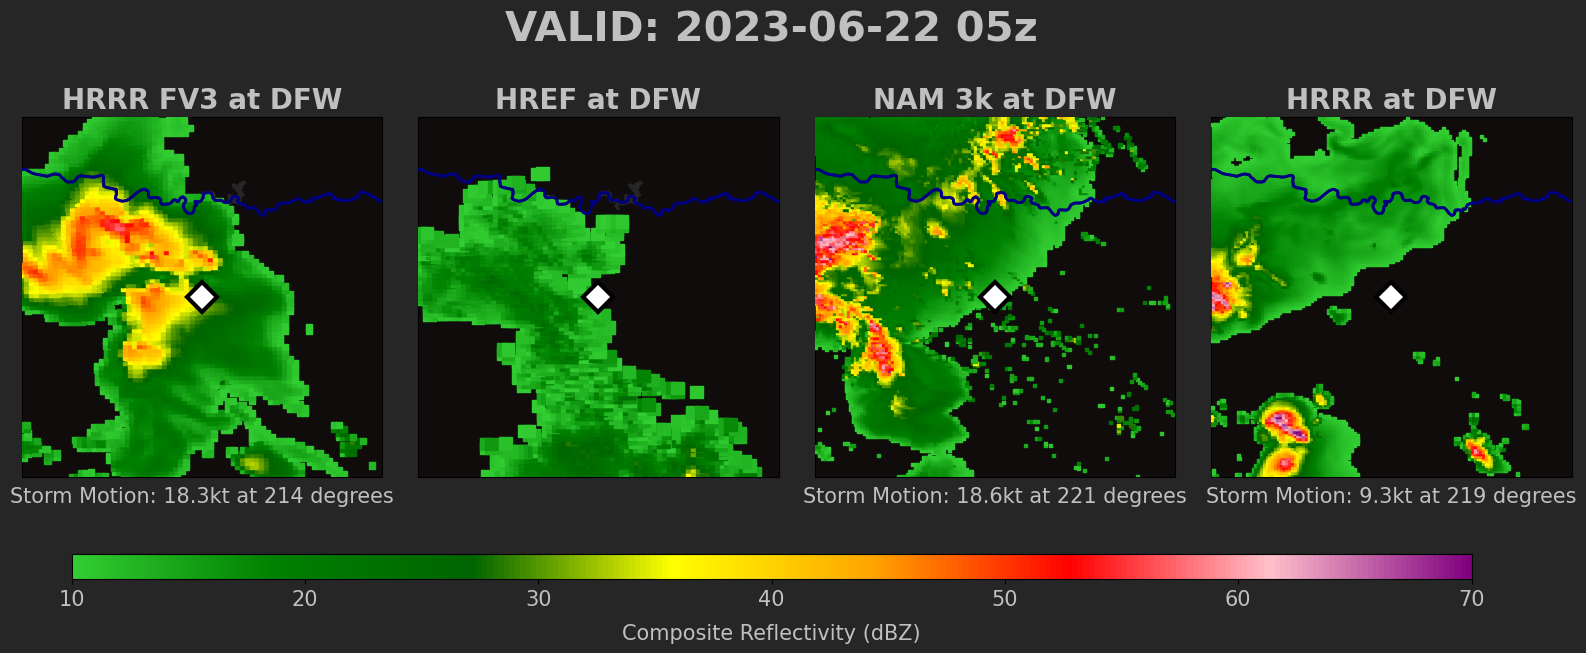 VALID: 2023-06-22 05z
HRRR FV3 at DFW
HREF at DFW
NAM 3k at DFW
HRRR at DFW
Storm Motion: 18.3kt at 214 degrees
Storm Motion: 18.6kt at 221 degrees
Storm Motion: 9.3kt at 219 degrees
10 20 30 40 50 60 70
Composite Reflectivity (dBZ)